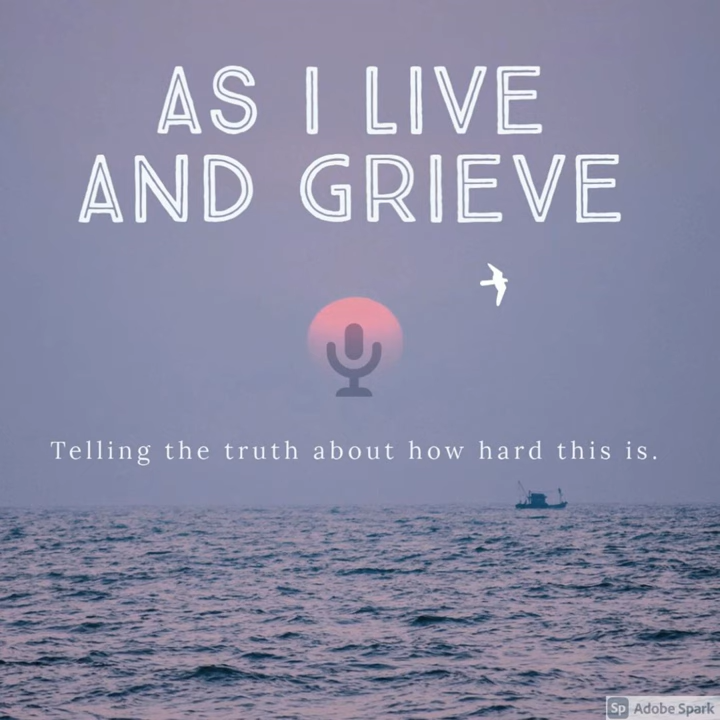 AS I LIVE
AND GRIEVE
Telling the truth about how hard this is.
Sp Adobe Spark